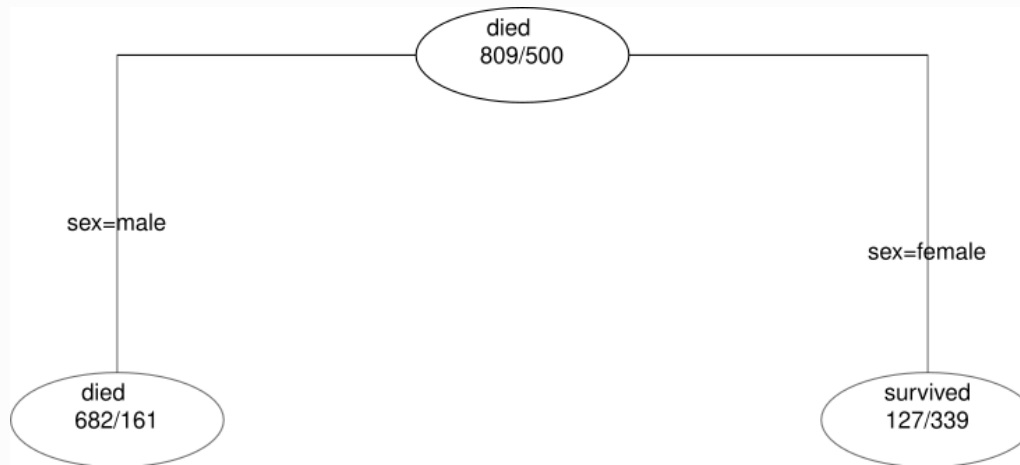 died
809/500
sex=male
sex=female
died
682/161
survived
127/339